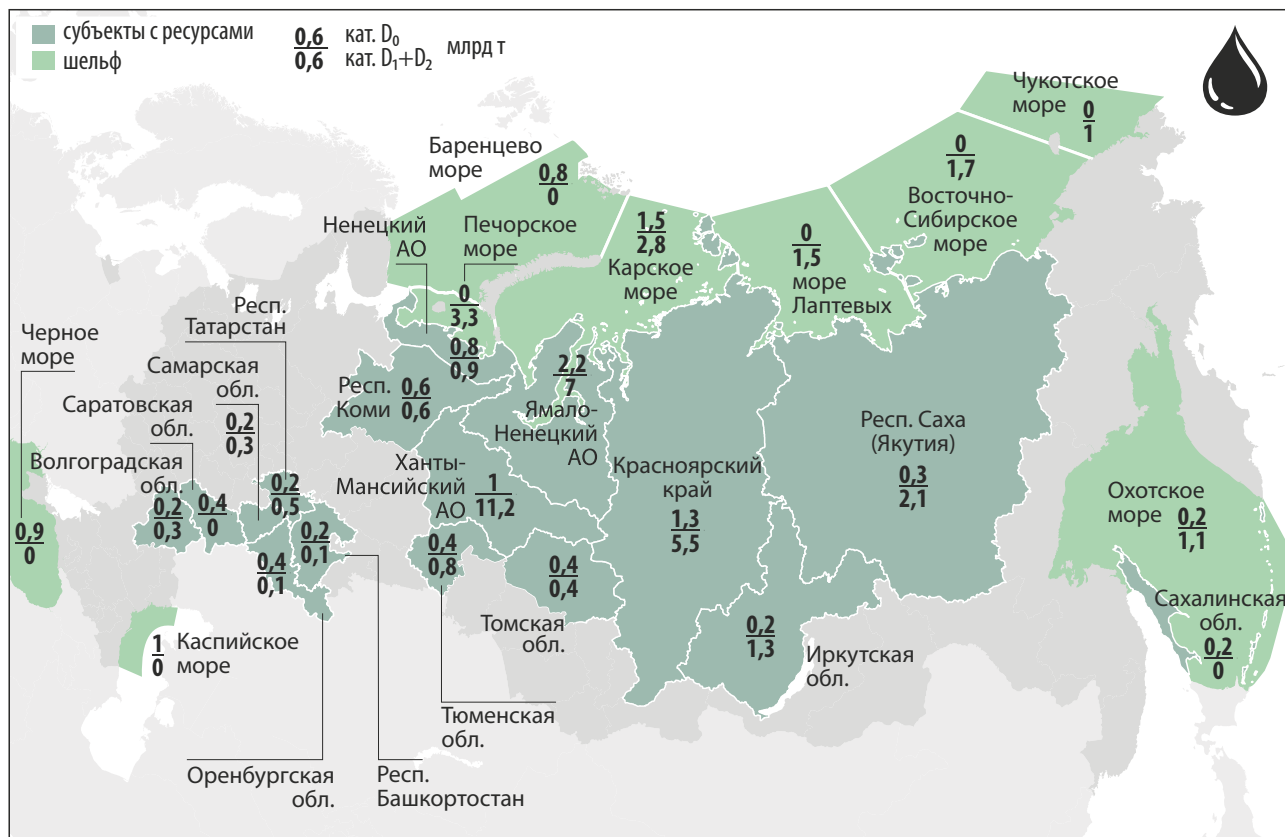 субъекты с ресурсами
шельф
0,6 кат. D₀
0,6 кат. D₁+D₂
млрд т
Чукотское
море
0
1
0
1,7
Восточно-
Сибирское
море
Баренцево
море
0,8
0
Ненецкий
АО
Печорское
море
0
3,3
1,5
2,8
Карское
море
0
1,5
море
Лаптевых
Респ.
Татарстан
Черное
море
Самарская
обл.
0,2
0,3
Саратовская
обл.
Волгоградская
обл.
0,8
0,9
Респ.
Коми
0,6
0,6
2,2
7
Ямало-
Ненецкий
АО
Респ. Саха
(Якутия)
0,3
2,1
Ханты-
Мансийский
АО
1
11,2
Красноярский
край
1,3
5,5
Охотское
море
0,2
1,1
0,9
0
0,2
0,3
0,4
0
0,2
0,5
0,2
0,1
0,4
0,1
0,4
0,8
0,4
0,4
Томская
обл.
0,2
1,3
Иркутская
обл.
Сахалинская
обл.
0,2
0
1
0
Каспийское
море
Тюменская
обл.
Оренбургская
обл.
Респ.
Башкортостан